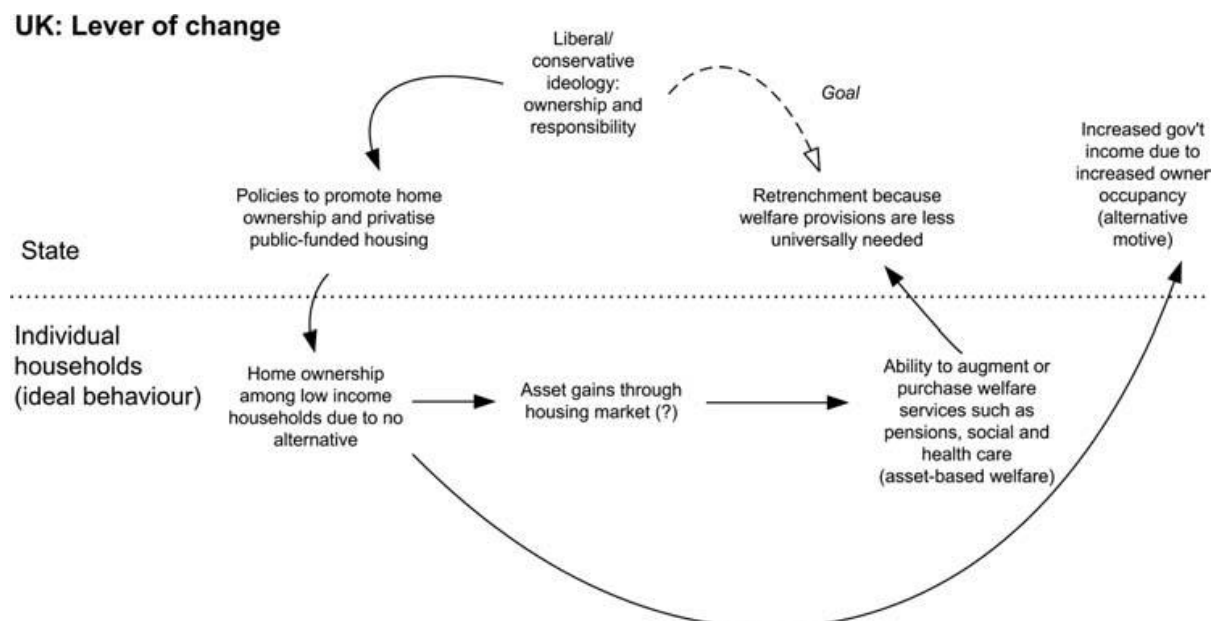 UK: Lever of change
Liberal/
conservative
ideology:
ownership and
responsibility
Goal
Increased gov't
income due to
increased owner
occupancy
(alternative
motive)
Policies to promote home
ownership and privatise
public-funded housing
Retrenchment because
welfare provisions are less
universally needed
State
Individual
households
(ideal behaviour)
Home ownership
among low income
households due to no
alternative
Asset gains through
housing market (?)
Ability to augment or
purchase welfare
services such as
pensions, social and
health care
(asset-based welfare)